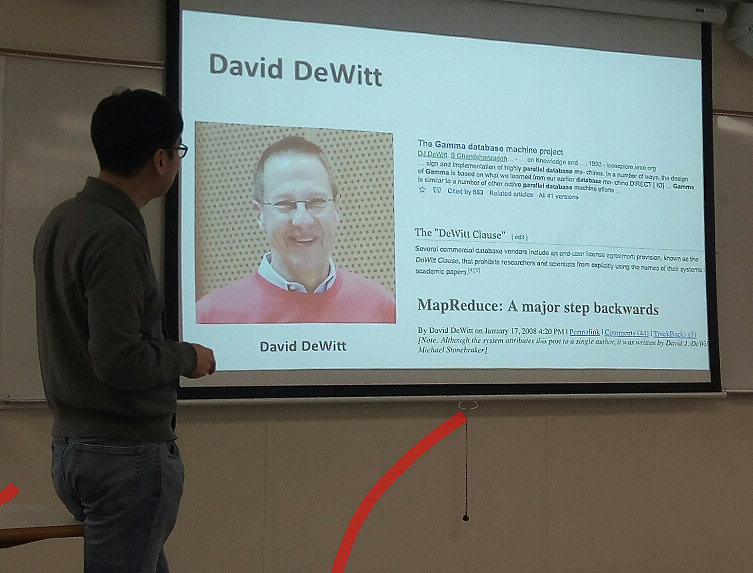 David DeWitt
The Gamma database machine project
DJ DeWitt, S Ghandeharizadeh… - … on Knowledge and …, 1990 - ieeexplore.ieee.org
… sign and implementation of highly parallel database ma- chines. In a number of ways, the design
of Gamma is based on what we learned from our earlier database ma- chine DIRECT [ ] … Gamma
is similar to a number of other active parallel database machine efforts …
Cited by 883 Related articles All 41 versions
The "DeWitt Clause" [edit]
Several commercial database vendors include an end-user license agreement provision, known as the
DeWitt Clause, that prohibits researchers and scientists from explicitly using the names of their systems
academic papers.
MapReduce: A major step backwards
By David DeWitt on January 17, 2008 4:20 PM | Permalink | Comments (44) | TrackBacks (1)
[Note: Although the system attributes this post to a single author, it was written by David J. DeWi
Michael Stonebraker]
David DeWitt